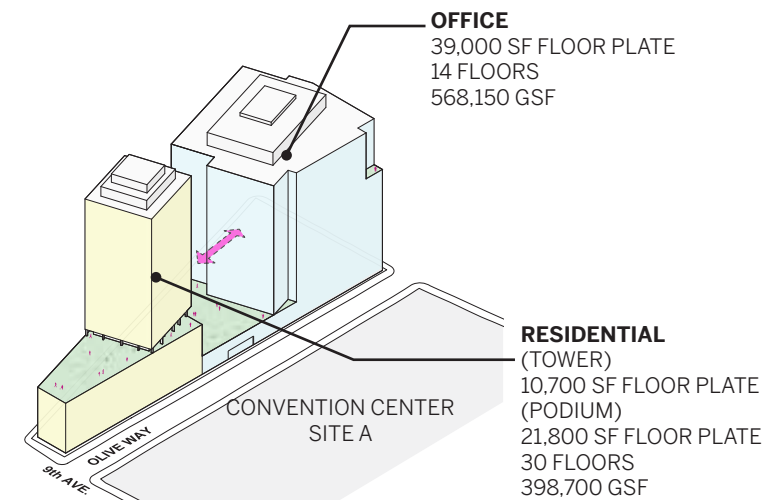 OFFICE
39,000 SF FLOOR PLATE
14 FLOORS
568,150 GSF
RESIDENTIAL
(TOWER)
10,700 SF FLOOR PLATE
(PODIUM)
21,800 SF FLOOR PLATE
30 FLOORS
398,700 GSF
CONVENTION CENTER
SITE A
OLIVE WAY
9th AVE.